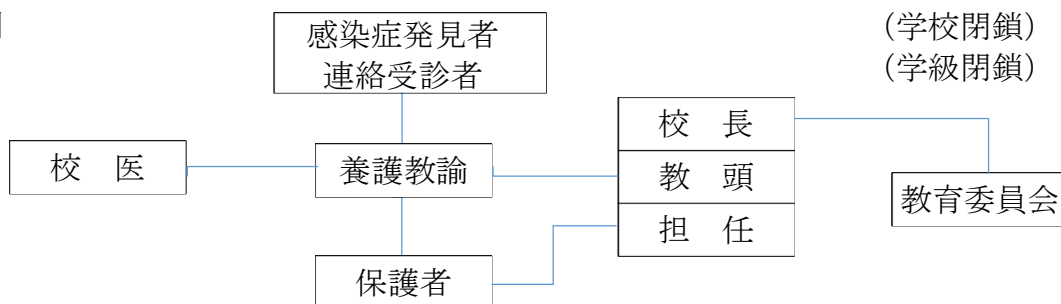 感染症発見者
連絡受診者
(学校閉鎖)
(学級閉鎖)
校 長
校 医
養護教諭
教 頭
教育委員会
担 任
保護者